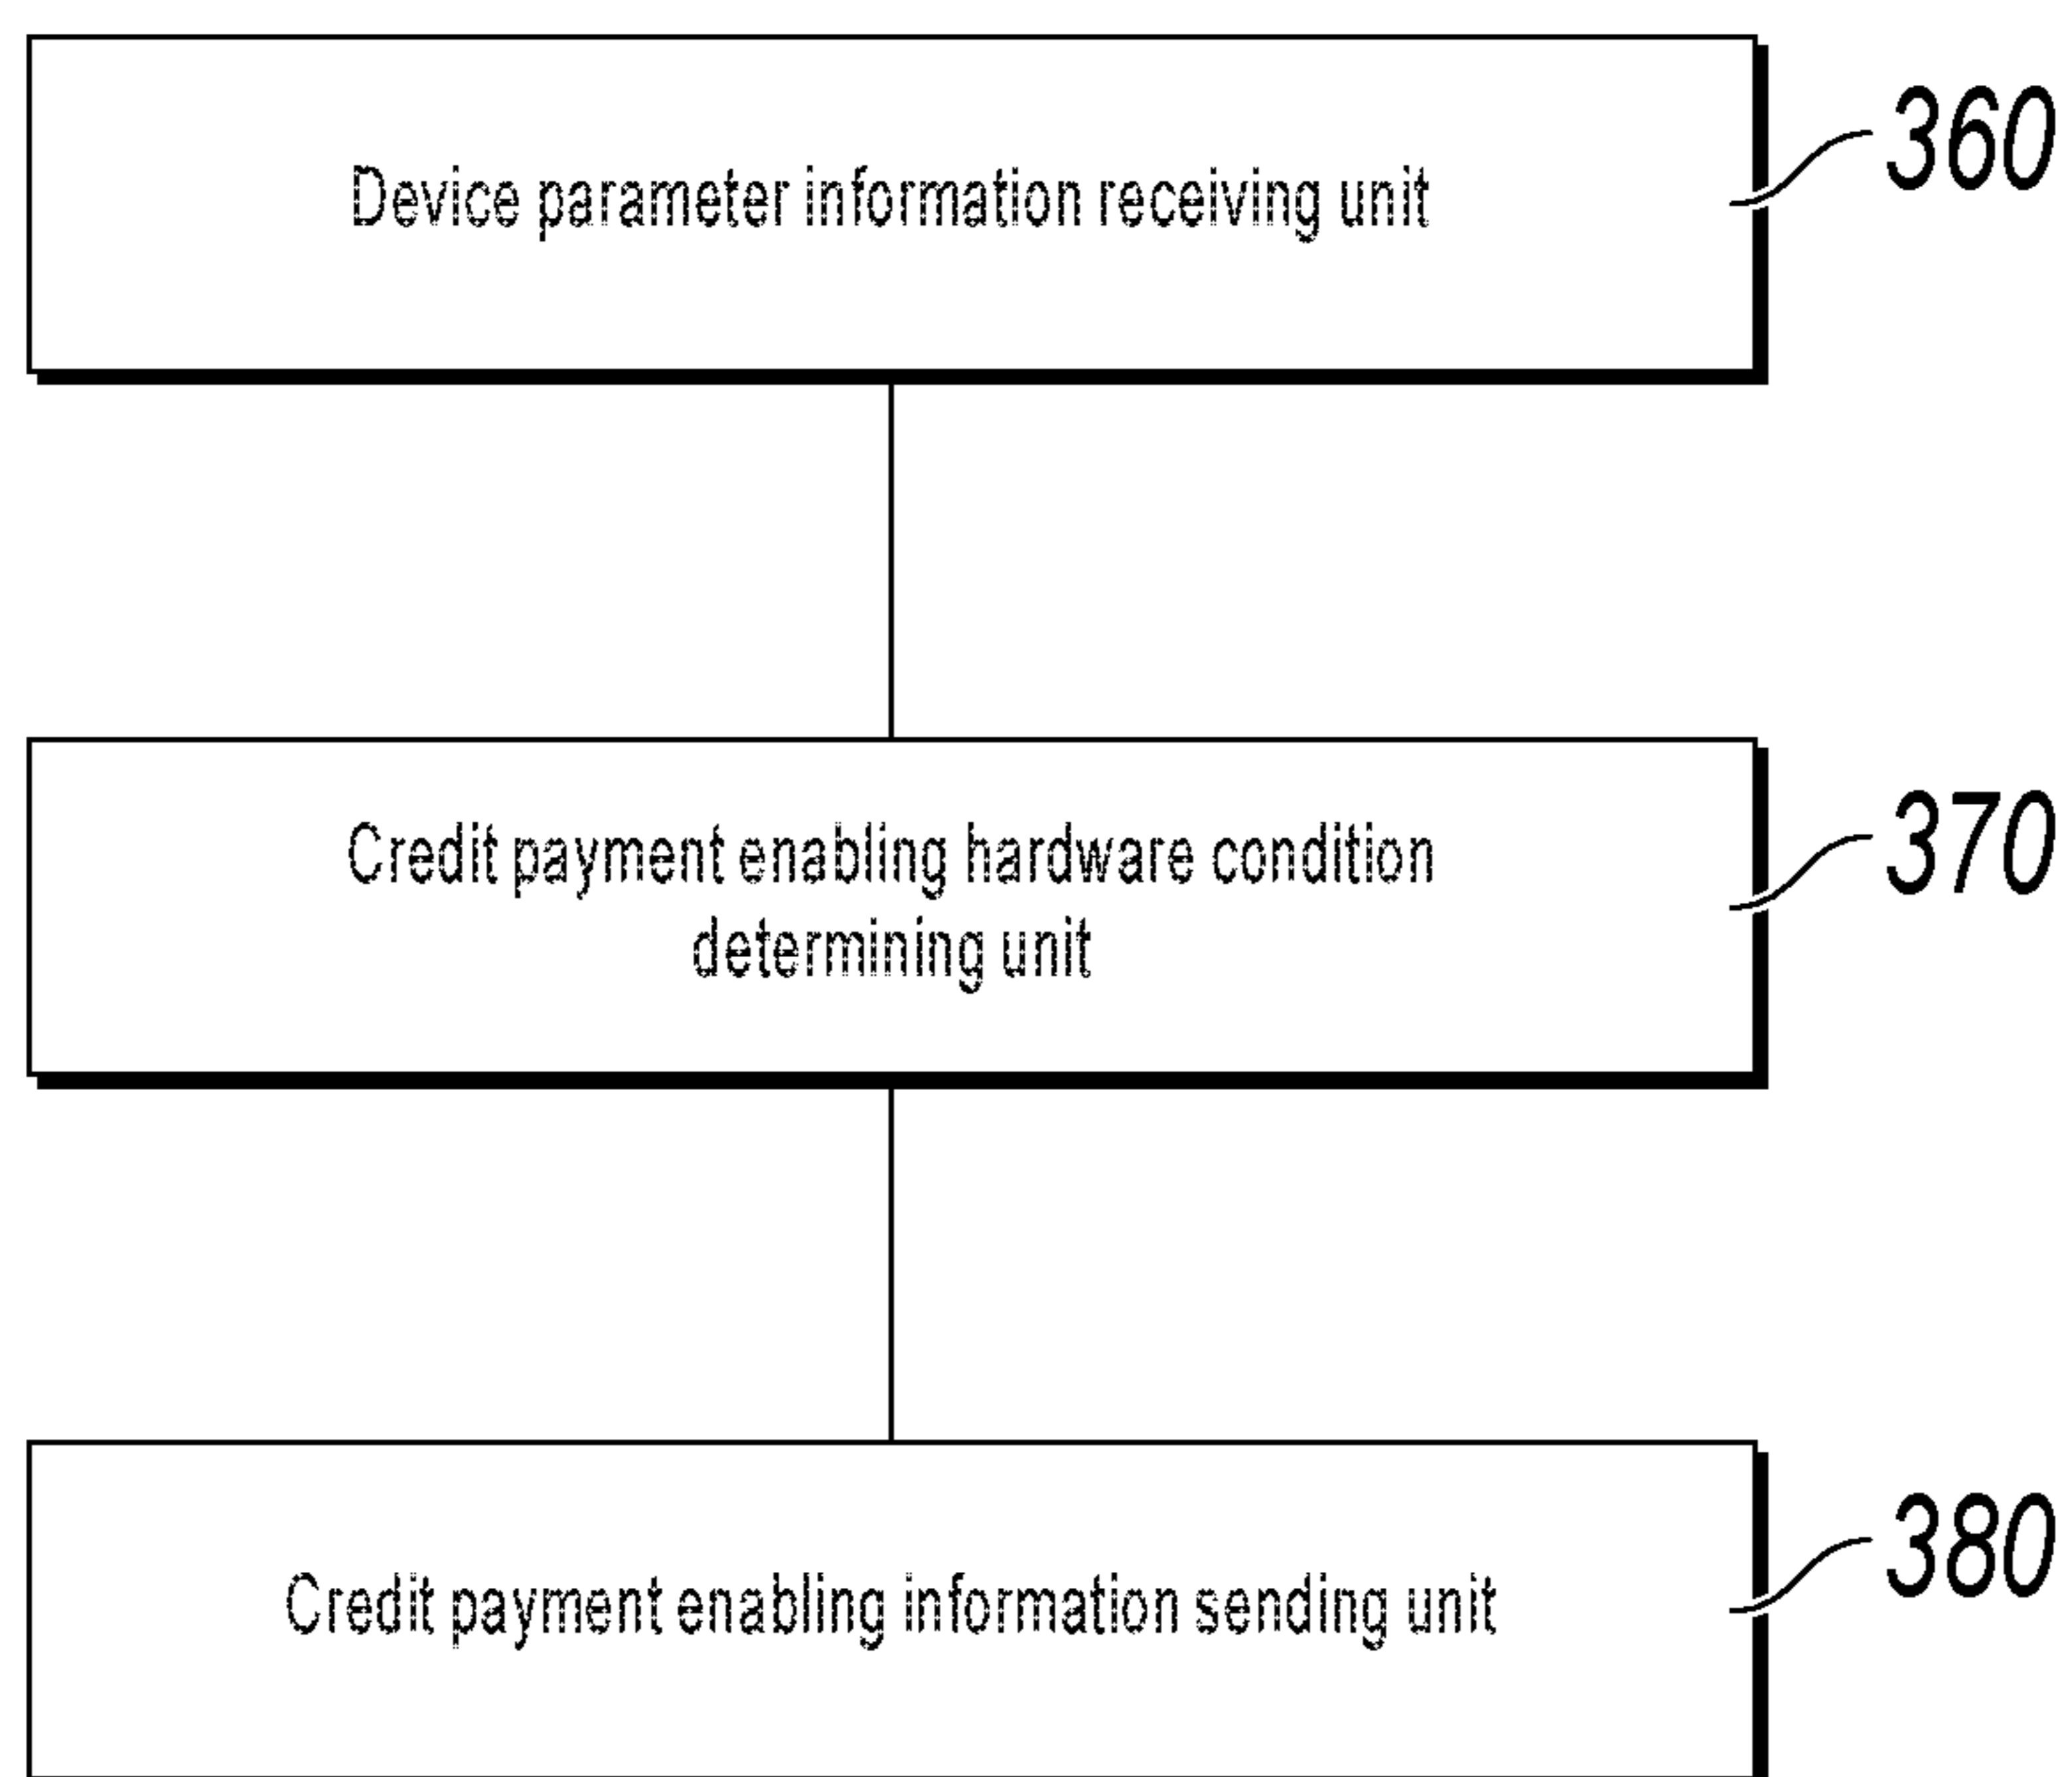 Device parameter information receiving unit
360
Credit payment enabling hardware condition
determining unit
370
Credit payment enabling information sending unit
380